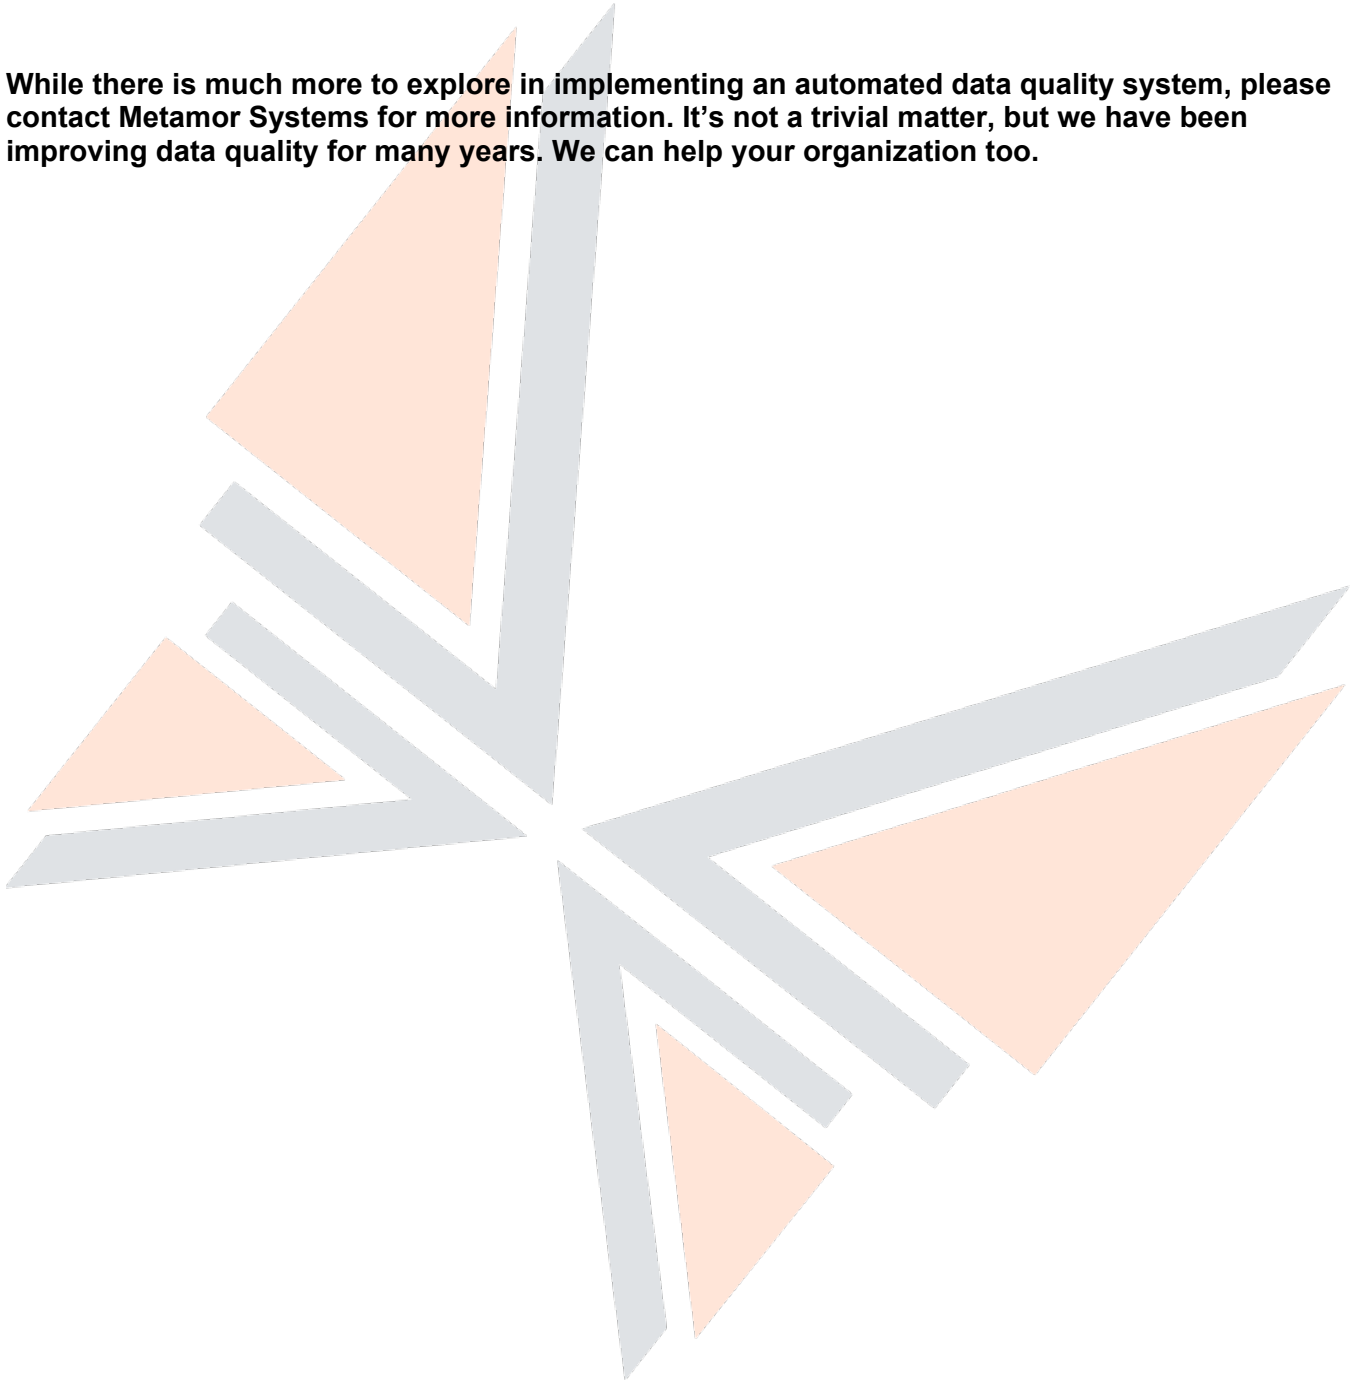 While there is much more to explore in implementing an automated data quality system, please
contact Metamor Systems for more information. It’s not a trivial matter, but we have been
improving data quality for many years. We can help your organization too.